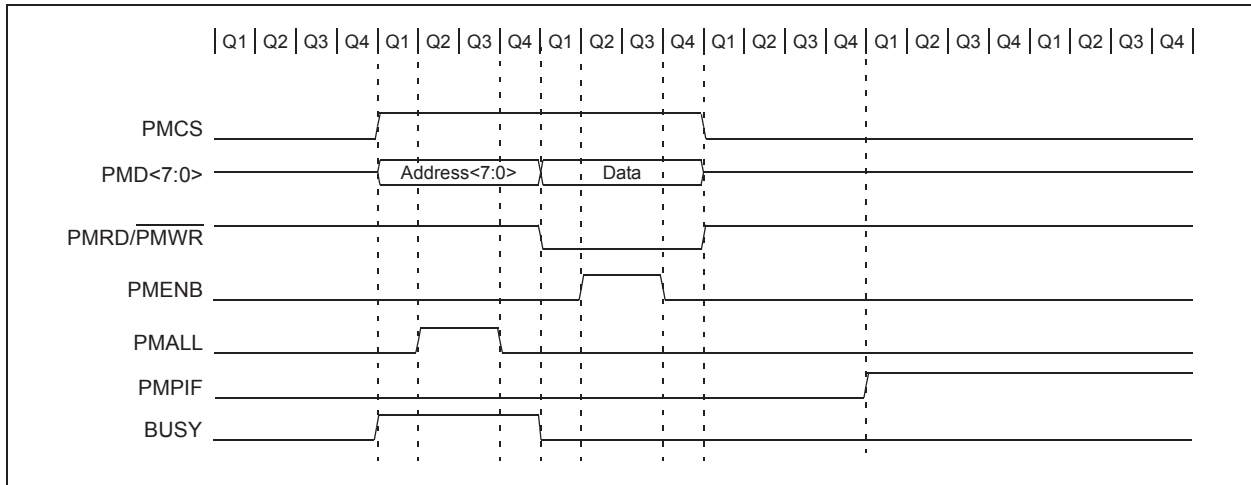 Q1 Q2 Q3 Q4 Q1 Q2 Q3 Q4 Q1 Q2 Q3 Q4 Q1 Q2 Q3 Q4 Q1 Q2 Q3 Q4 Q1 Q2 Q3 Q4
PMCS
PMD<7:0> Address<7:0> Data
PMRD/PMWR
PMENB
PMALL
PMPIF
BUSY